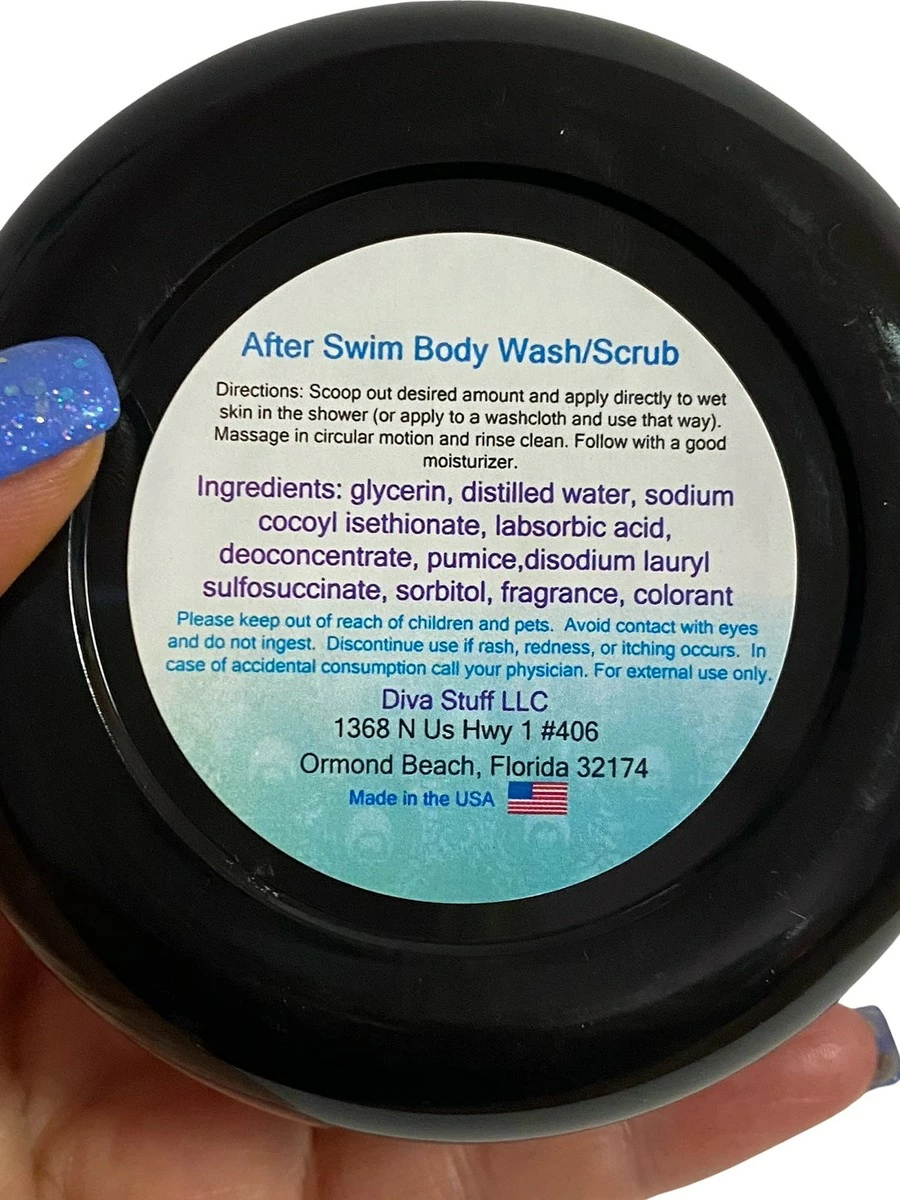 After Swim Body Wash/Scrub
Directions: Scoop out desired amount and apply directly to wet
skin in the shower (or apply to a washcloth and use that way).
Massage in circular motion and rinse clean. Follow with a good
moisturizer.
Ingredients: glycerin, distilled water, sodium
cocoyl isethionate, labsorbic acid,
deoconcentrate, pumice,disodium lauryl
sulfosuccinate, sorbitol, fragrance, colorant
Please keep out of reach of children and pets. Avoid contact with eyes
and do not ingest. Discontinue use if rash, redness, or itching occurs. In
case of accidental consumption call your physician. For external use only.
Diva Stuff LLC
1368 N Us Hwy 1 #406
Ormond Beach, Florida 32174
Made in the USA